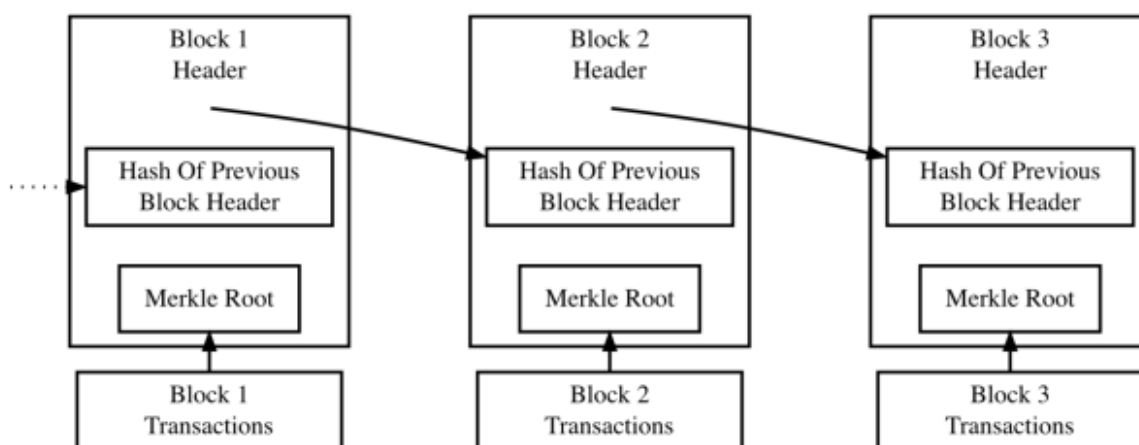 Block 1
Header
Hash Of Previous
Block Header
Merkle Root
Block 1
Transactions
Block 2
Header
Hash Of Previous
Block Header
Merkle Root
Block 2
Transactions
Block 3
Header
Hash Of Previous
Block Header
Merkle Root
Block 3
Transactions